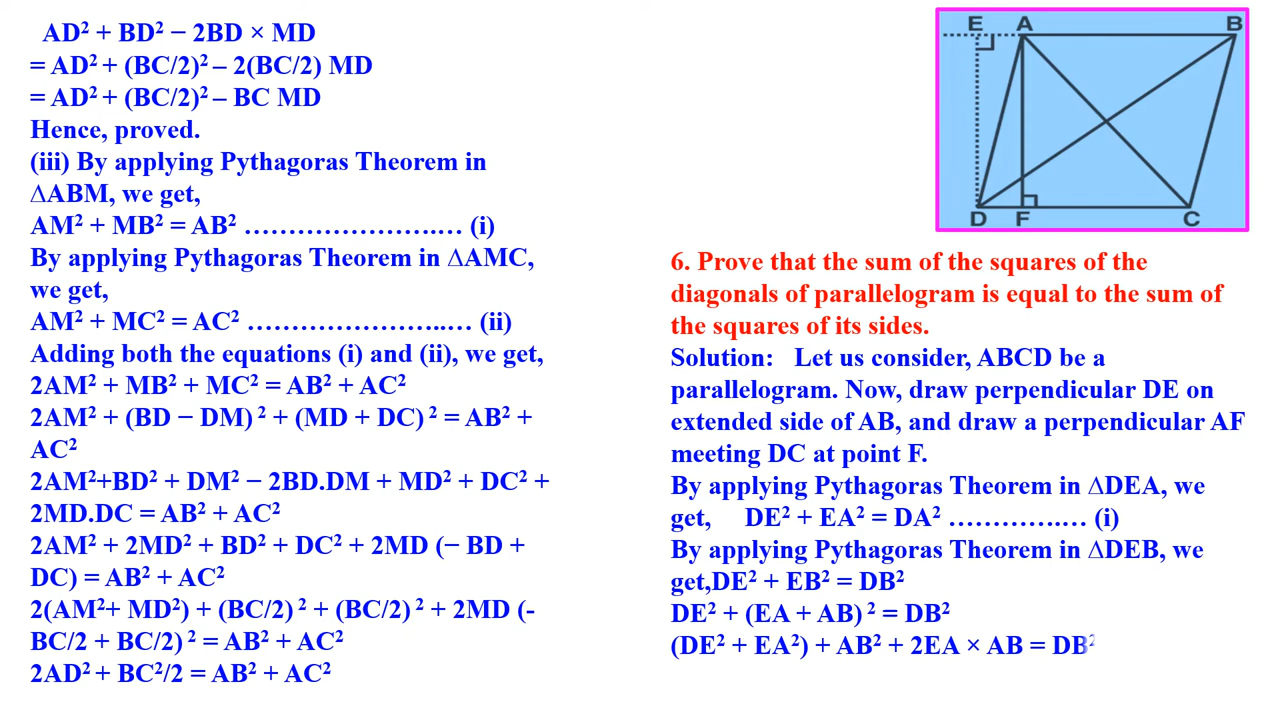 AD² + BD² − 2BD × MD
= AD² + (BC/2)² – 2(BC/2) MD
= AD² + (BC/2)² – BC MD
Hence, proved.
(iii) By applying Pythagoras Theorem in
∆ABM, we get,
AM² + MB² = AB² ………………….… (i)
By applying Pythagoras Theorem in ∆AMC,
we get,
AM² + MC² = AC² …………………..… (ii)
Adding both the equations (i) and (ii), we get,
2AM² + MB² + MC² = AB² + AC²
2AM² + (BD − DM) ² + (MD + DC) ² = AB² +
AC²
2AM²+BD² + DM² − 2BD.DM + MD² + DC² +
2MD.DC = AB² + AC²
2AM² + 2MD² + BD² + DC² + 2MD (− BD +
DC) = AB² + AC²
2(AM²+ MD²) + (BC/2) ² + (BC/2) ² + 2MD (-
BC/2 + BC/2) ² = AB² + AC²
2AD² + BC²/2 = AB² + AC²
E A B
D F C
6. Prove that the sum of the squares of the
diagonals of parallelogram is equal to the sum of
the squares of its sides.
Solution: Let us consider, ABCD be a
parallelogram. Now, draw perpendicular DE on
extended side of AB, and draw a perpendicular AF
meeting DC at point F.
By applying Pythagoras Theorem in ∆DEA, we
get, DE² + EA² = DA² ………….… (i)
By applying Pythagoras Theorem in ∆DEB, we
get,DE² + EB² = DB²
DE² + (EA + AB) ² = DB²
(DE² + EA²) + AB² + 2EA × AB = DB²